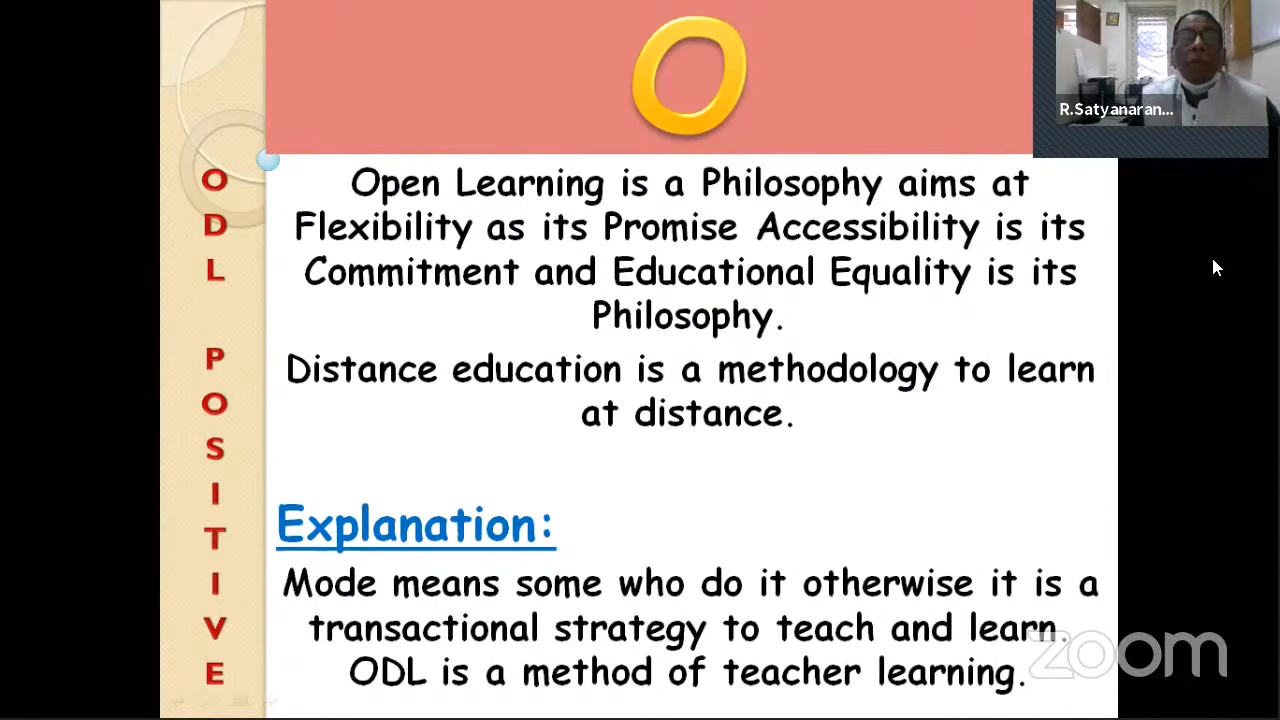 O
R.Satyanaran...
O
D
L
P
O
S
I
T
I
V
E
Open Learning is a Philosophy aims at
Flexibility as its Promise Accessibility is its
Commitment and Educational Equality is its
Philosophy.
Distance education is a methodology to learn
at distance.
Explanation:
Mode means some who do it otherwise it is a
transactional strategy to teach and learn.
ODL is a method of teacher learning.
zoom